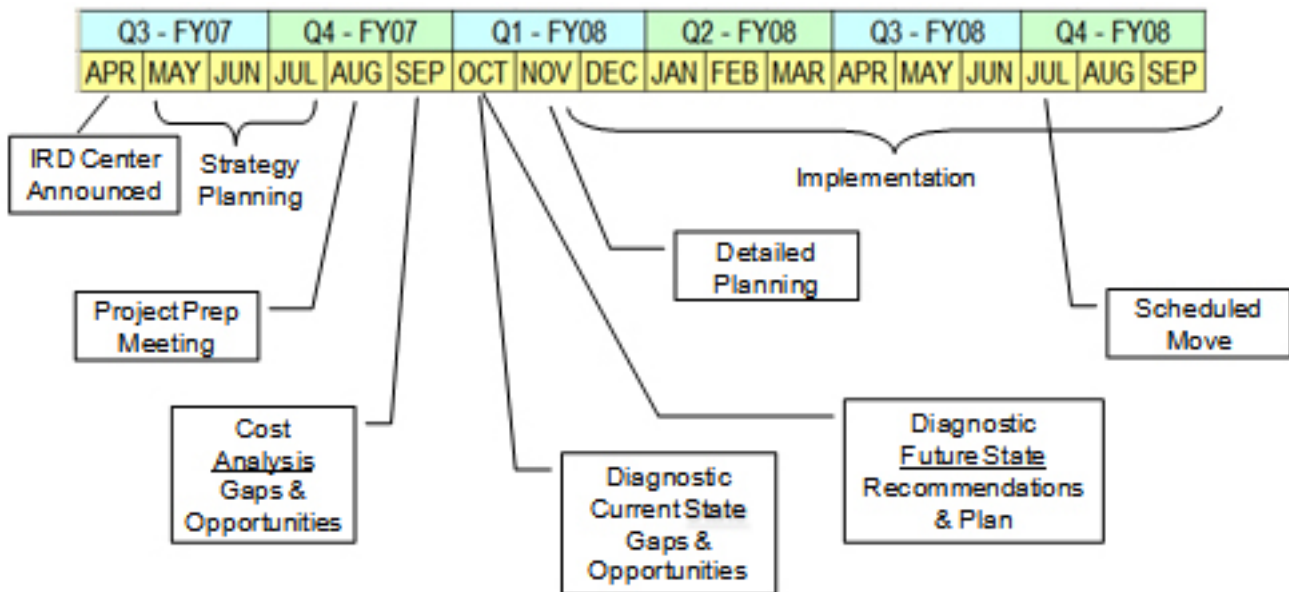 Q3 - FY07 Q4 - FY07 Q1 - FY08 Q2 - FY08 Q3 - FY08 Q4 - FY08
APR MAY JUN JUL AUG SEP OCT NOV DEC JAN FEB MAR APR MAY JUN JUL AUG SEP
IRD Center
Announced
Strategy
Planning
Implementation
Detailed
Planning
Project Prep
Meeting
Scheduled
Move
Cost
Analysis
Gaps &
Opportunities
Diagnostic
Current State
Gaps &
Opportunities
Diagnostic
Future State
Recommendations
& Plan